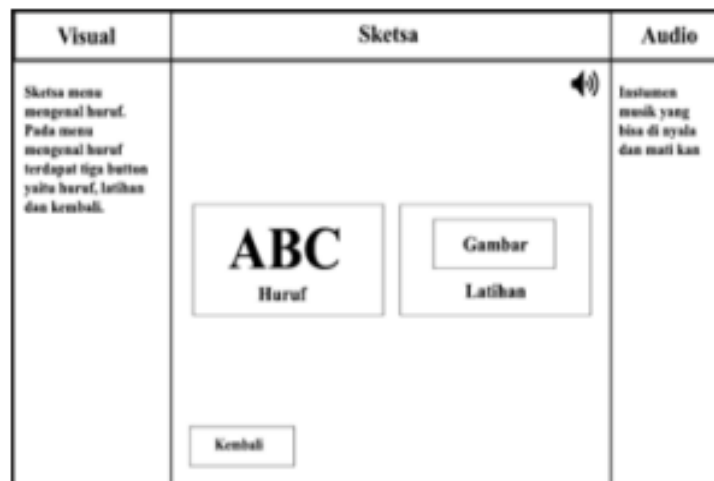 Visual
Sketsa
Audio
Sketsa menu
mengenal huruf.
Pada menu
mengenal huruf
terdapat tiga button
yaitu huruf, latihan
dan kembali.
ABC
Huruf
Gambar
Latihan
Kembali
Instumen
musik yang
bisa di nyala
dan mati kan